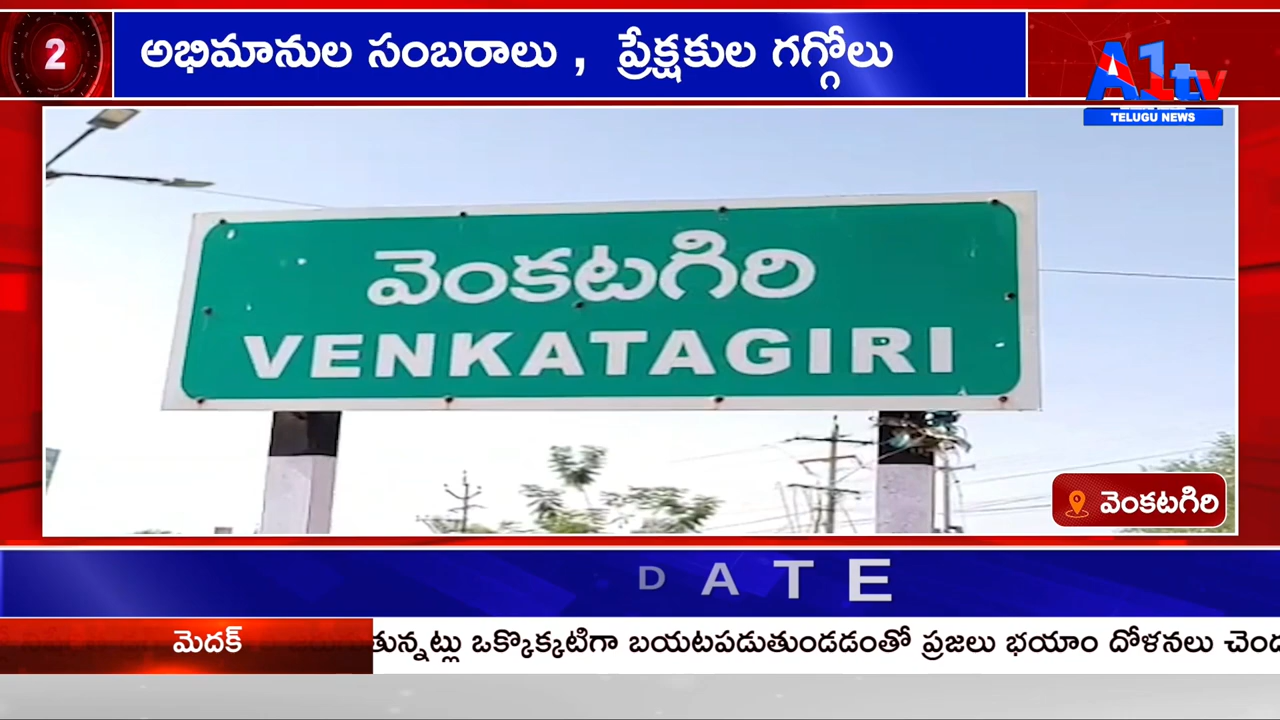 2
అభిమానుల సంబరాలు , ప్రేక్షకుల గగ్గోలు
A1tv
TELUGU NEWS
వెంకటగిరి
VENKATAGIRI
వెంకటగిరి
DATE
మెదక్
తున్నట్లు ఒక్కొక్కటిగా బయటపడుతుండడంతో ప్రజలు భయాం దోళనలు చెంద